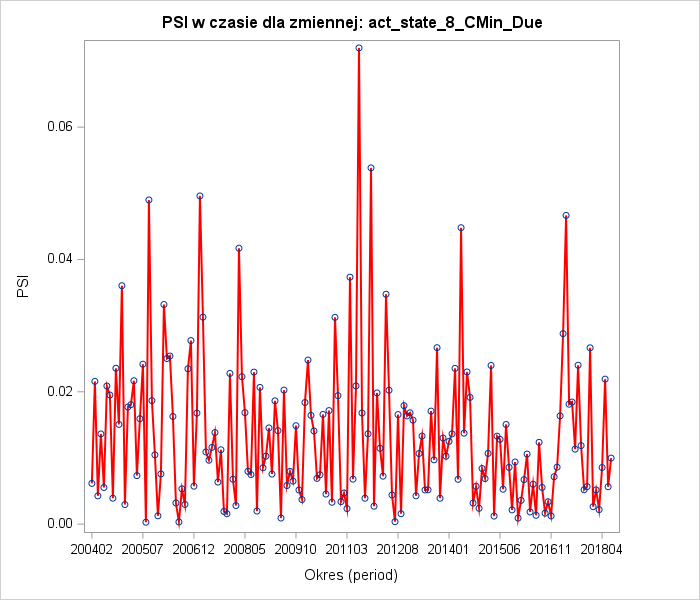 PSI w czasie dla zmiennej: act_state_8_CMin_Due
PSI
0.06
0.04
0.02
0.00
200402 200507 200612 200805 200910 201103 201208 201401 201506 201611 201804
Okres (period)